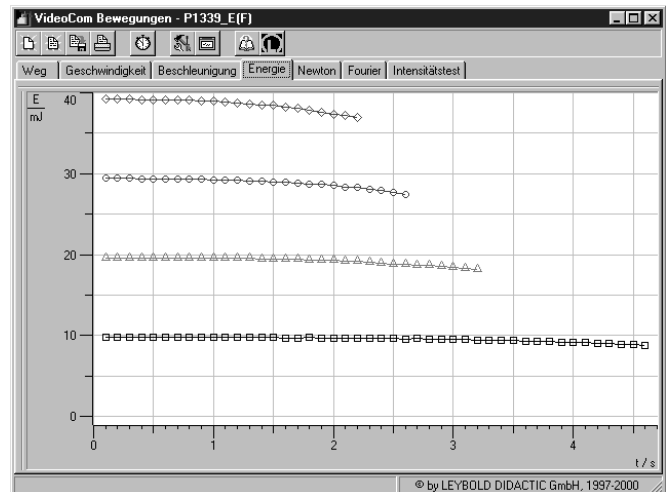 VideoCom Bewegungen - P1339_E(F)
Weg Geschwindigkeit Beschleunigung Energie Newton Fourier Intensitätstest
E
mJ
40
30
20
10
0
0 1 2 3 4
t / s
© by LEYBOLD DIDACTIC GmbH, 1997-2000